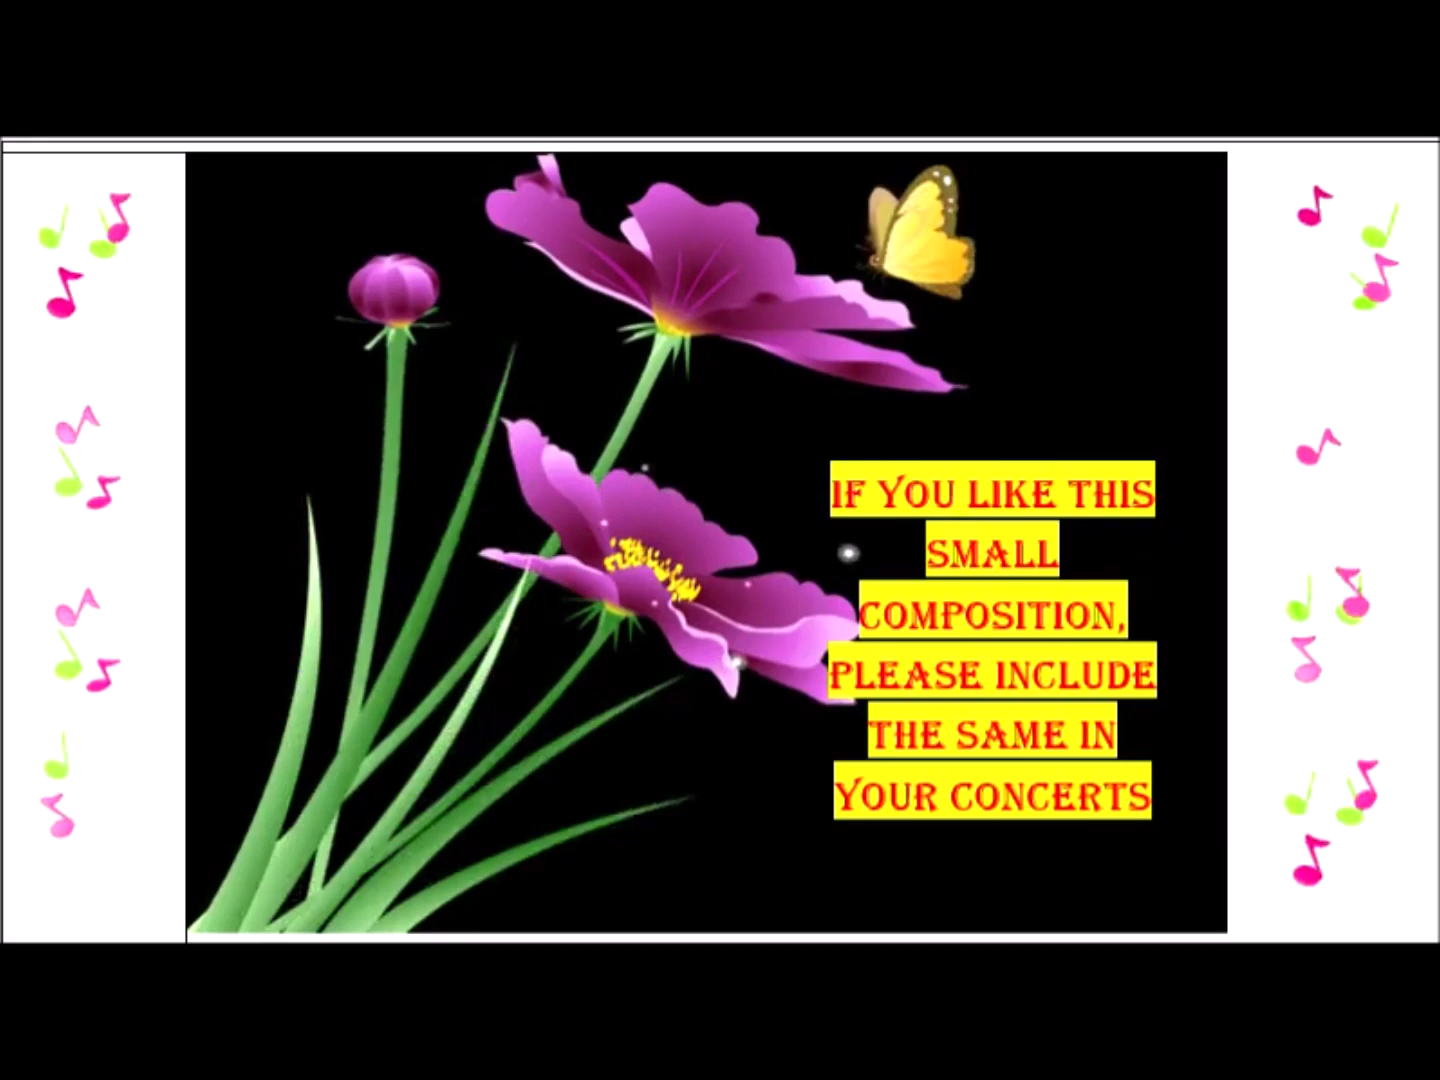 IF YOU LIKE THIS
SMALL
COMPOSITION,
PLEASE INCLUDE
THE SAME IN
YOUR CONCERTS